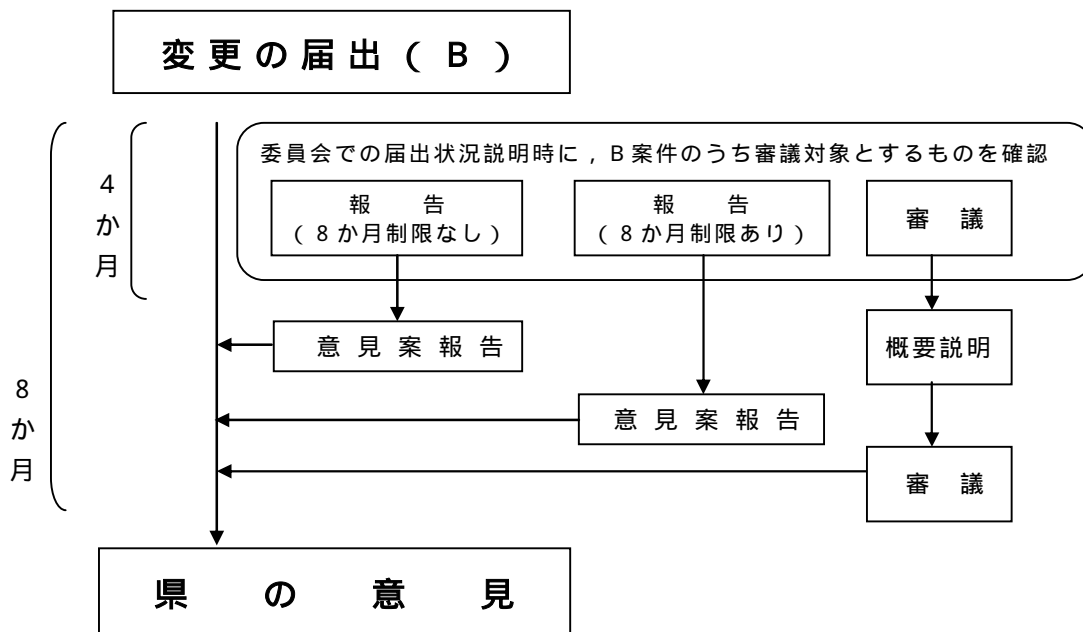 変更の届出(B)
委員会での届出状況説明時に,B案件のうち審議対象とするものを確認
4か月
報 告
(8か月制限なし)
報 告
(8か月制限あり)
審 議
意見案報告
概要説明
8か月
意見案報告
審 議
県の意見